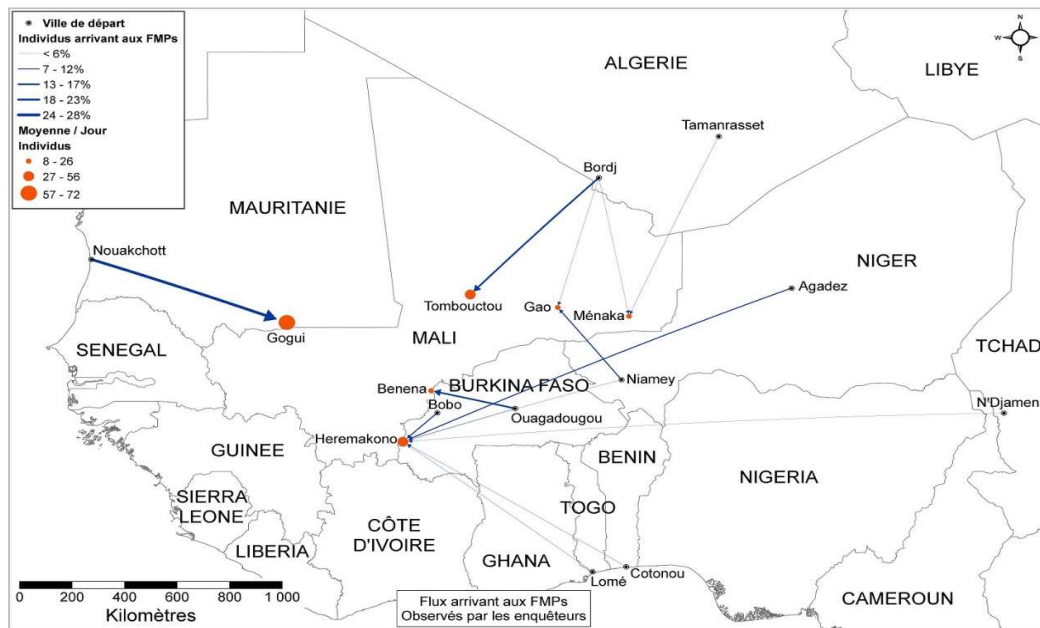 Ville de départ
Individus arrivant aux FMPs
< 6%
7 - 12%
13 - 17%
18 - 23%
24 - 28%
Moyenne / Jour
Individus
8 - 26
27 - 56
57 - 72
N
W
S
ALGERIE
LIBYE
Tamanrasset
Bordj
MAURITANIE
Nouakchott
NIGER
Agadez
Tombouctou
Gao
Ménaka
Gogui
MALI
SENEGAL
TCHAD
Niamey
BURKINA FASO
Benena
Bobo
Ouagadougou
N'Djamen
Heremakono
GUINEE
BENIN
NIGERIA
SIERRA
LEONE
TOGO
CÔTE
D'IVOIRE
LIBERIA
GHANA
Lomé
Cotonou
CAMEROUN
0 200 400 600 800 1 000
Kilomètres
Flux arrivant aux FMPs
Observés par les enquêteurs